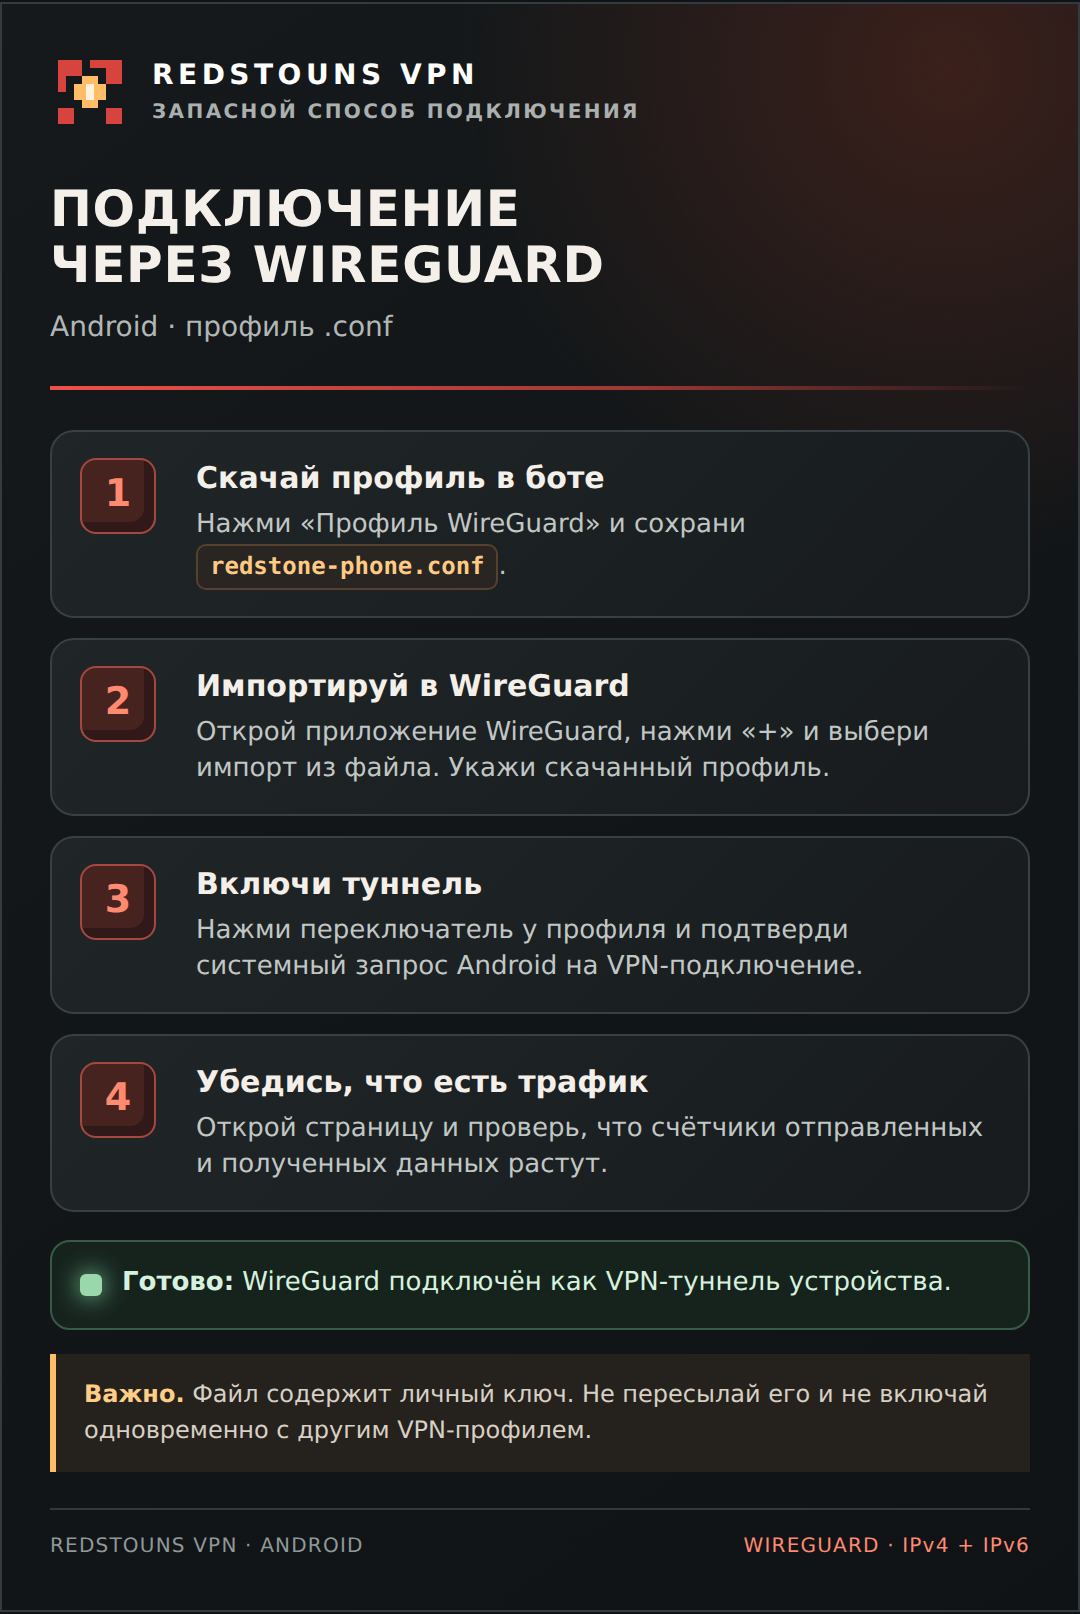 REDSTOUNS VPN
ЗАПАСНОЙ СПОСОБ ПОДКЛЮЧЕНИЯ
ПОДКЛЮЧЕНИЕ
ЧЕРЕЗ WIREGUARD
Android · профиль .conf
1
Скачай профиль в боте
Нажми «Профиль WireGuard» и сохрани
redstone-phone.conf.
2
Импортируй в WireGuard
Открой приложение WireGuard, нажми «+» и выбери
импорт из файла. Укажи скачанный профиль.
3
Включи туннель
Нажми переключатель у профиля и подтверди
системный запрос Android на VPN-подключение.
4
Убедись, что есть трафик
Открой страницу и проверь, что счётчики отправленных
и полученных данных растут.
Готово: WireGuard подключён как VPN-туннель устройства.
Важно. Файл содержит личный ключ. Не пересылай его и не включай
одновременно с другим VPN-профилем.
REDSTOUNS VPN · ANDROID
WIREGUARD · IPv4 + IPv6